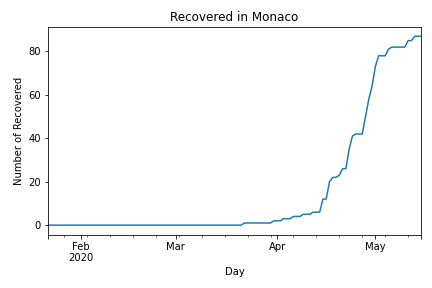 Recovered in Monaco
Number of Recovered
80
60
40
20
0
Feb
2020
Mar
Apr
May
Day